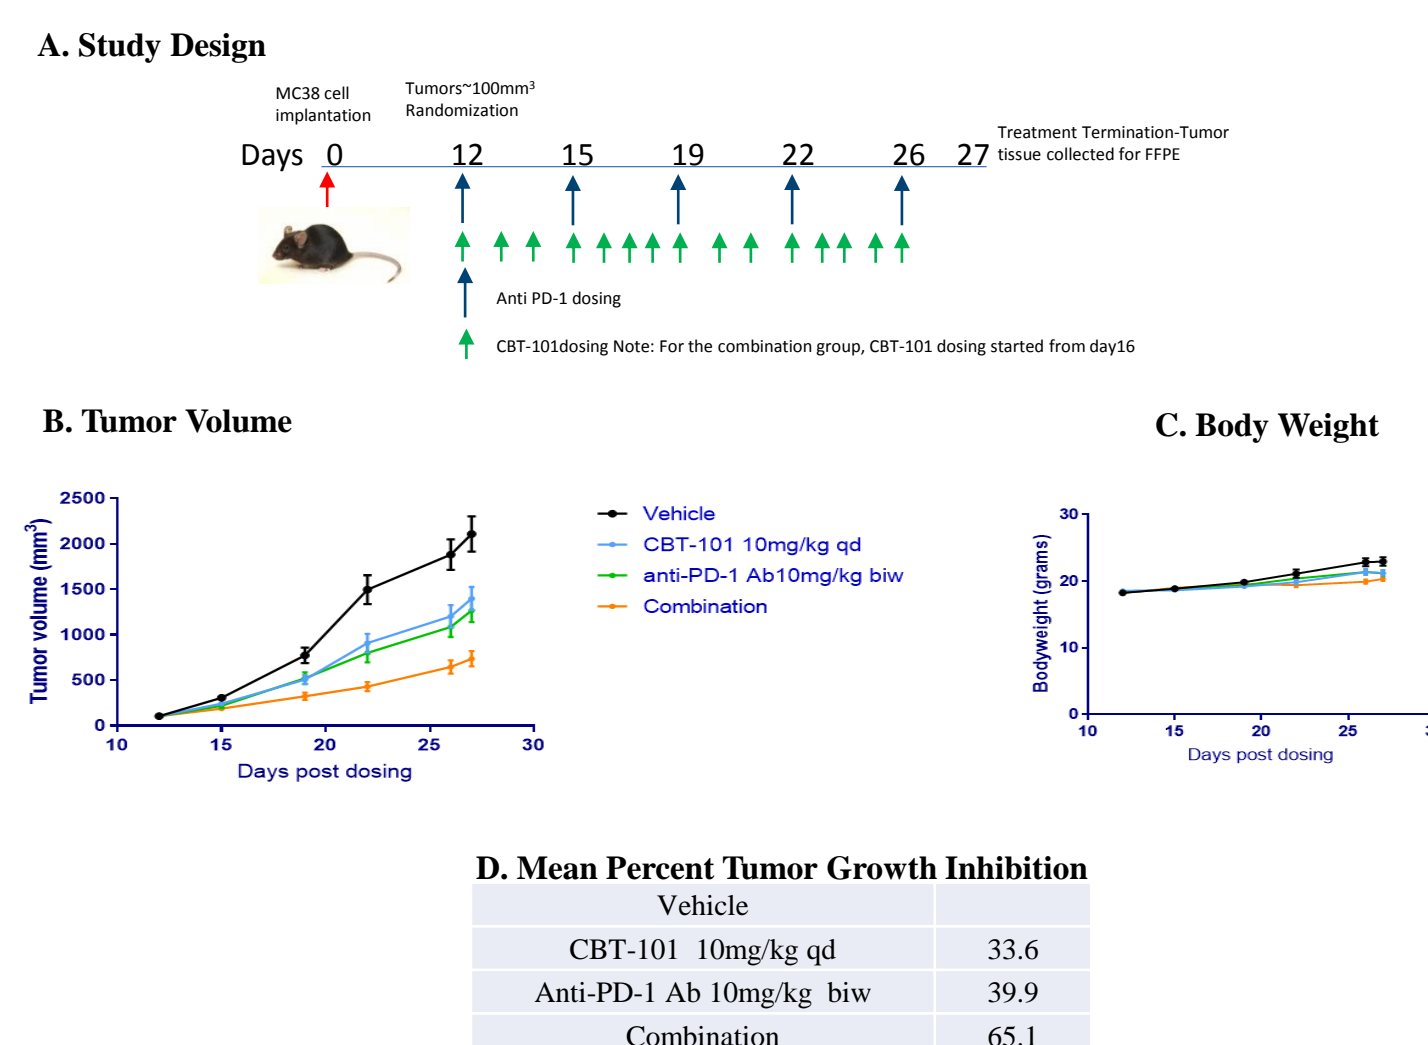 A. Study Design
MC38 cell
implantation
Tumors~100mm³
Randomization
Days 0 12 15 19 22 26 27
Treatment Termination-Tumor
tissue collected for FFPE
Anti PD-1 dosing
CBT-101dosing Note: For the combination group, CBT-101 dosing started from day16
B. Tumor Volume
Tumor volume (mm³)
2500
2000
1500
1000
500
0
10 15 20 25 30
Days post dosing
Vehicle
CBT-101 10mg/kg qd
anti-PD-1 Ab10mg/kg biw
Combination
C. Body Weight
Bodyweight (grams)
30
20
10
0
10 15 20 25
Days post dosing
D. Mean Percent Tumor Growth Inhibition
Vehicle
CBT-101 10mg/kg qd 33.6
Anti-PD-1 Ab 10mg/kg biw 39.9
Combination 65.1